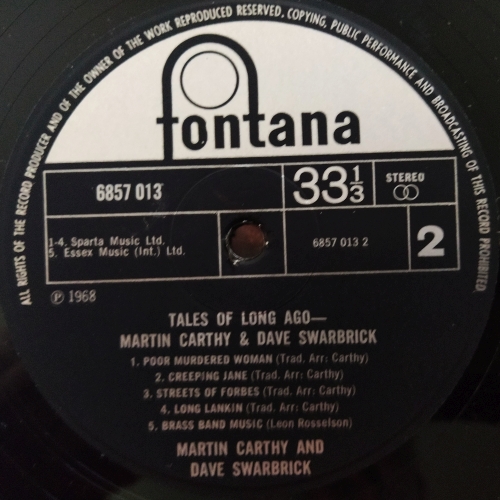 ALL RIGHTS OF THE RECORD PRODUCER AND OF THE OWNER OF THE WORK REPRODUCED RESERVED. COPYING, PUBLIC PERFORMANCE AND BROADCASTING OF THIS RECORD PROHIBITED
fontana
6857 013
33 1/3
STEREO
1-4. Sparta Music Ltd.
5. Essex Music (Int.) Ltd.
6857 013 2
2
℗ 1968
TALES OF LONG AGO—
MARTIN CARTHY & DAVE SWARBRICK
1. POOR MURDERED WOMAN (Trad. Arr: Carthy)
2. CREEPING JANE (Trad. Arr: Carthy)
3. STREETS OF FORBES (Trad. Arr: Carthy)
4. LONG LANKIN (Trad. Arr: Carthy)
5. BRASS BAND MUSIC (Leon Rosselson)
MARTIN CARTHY AND
DAVE SWARBRICK